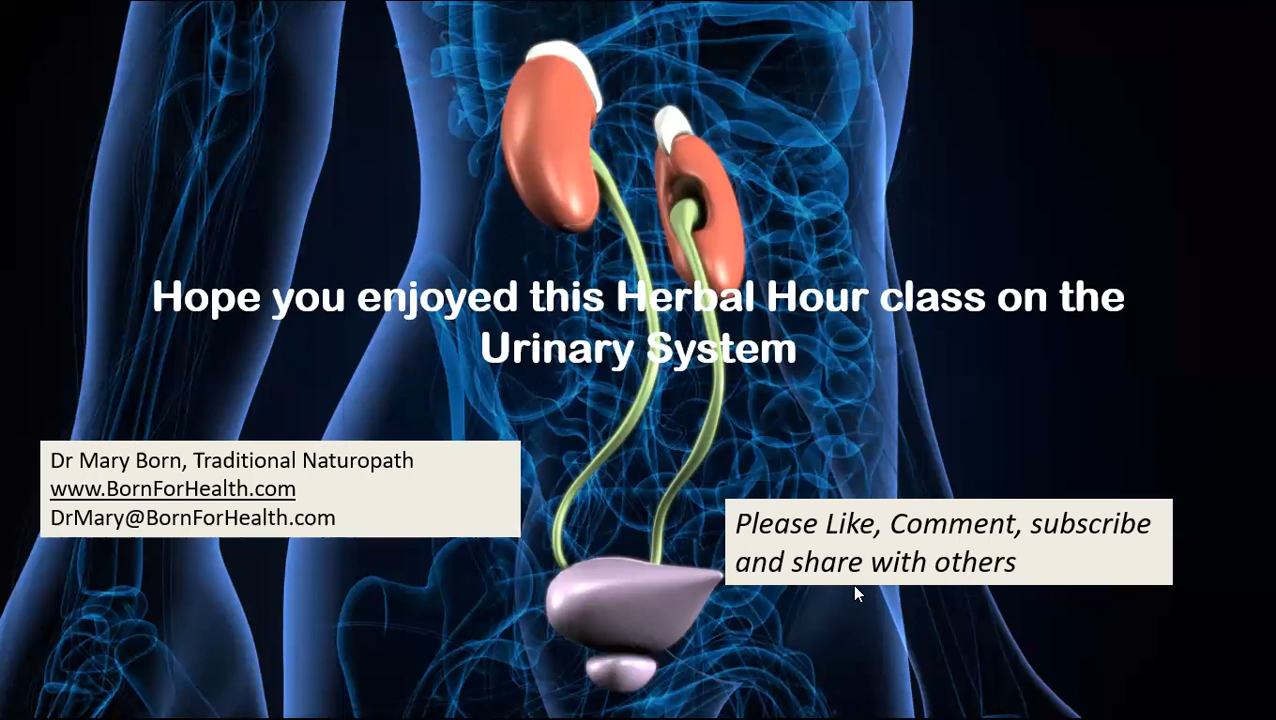 Hope you enjoyed this Herbal Hour class on the
Urinary System
Dr Mary Born, Traditional Naturopath
www.BornForHealth.com
DrMary@BornForHealth.com
Please Like, Comment, subscribe
and share with others